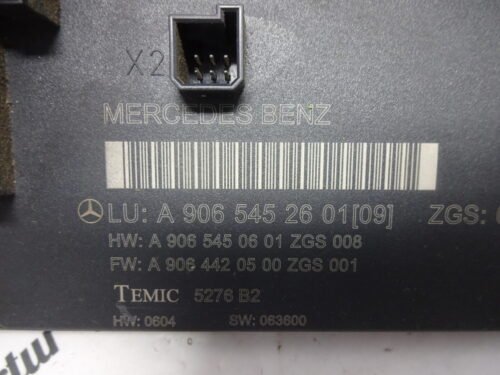 X2
MERCEDES BENZ
LU: A 906 545 26 01[09] ZGS:
HW: A 906 545 06 01 ZGS 008
FW: A 906 442 05 00 ZGS 001
TEMIC 5276 B2
HW: 0604 SW: 063600